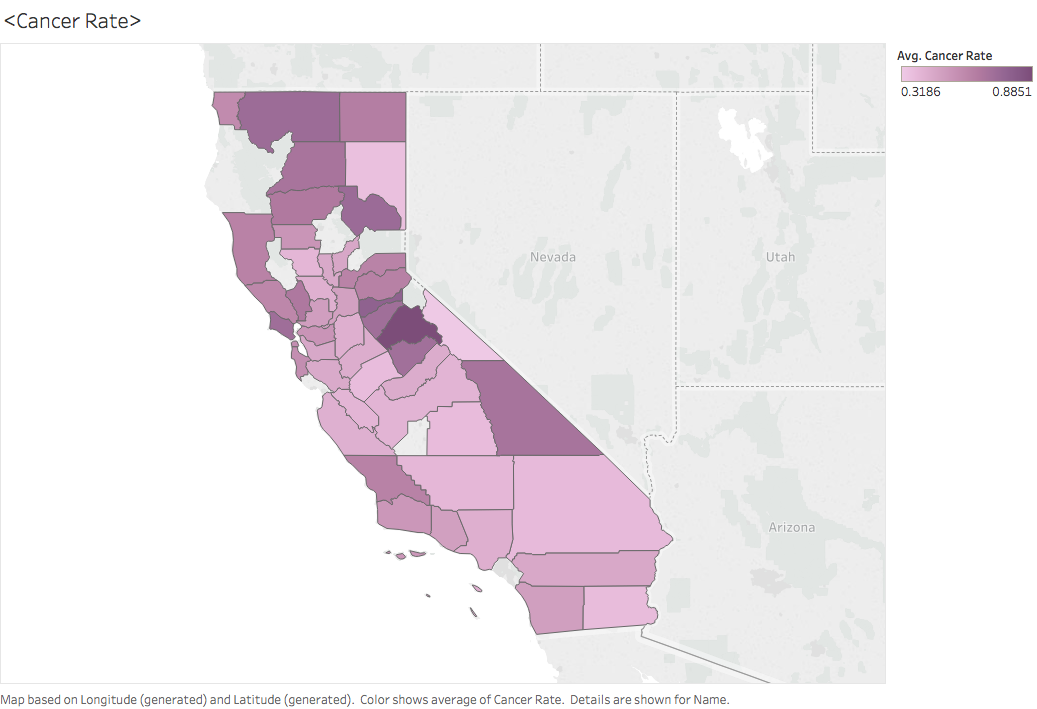 <Cancer Rate>
Avg. Cancer Rate
0.3186 0.8851
Nevada
Utah
Arizona
Map based on Longitude (generated) and Latitude (generated). Color shows average of Cancer Rate. Details are shown for Name.